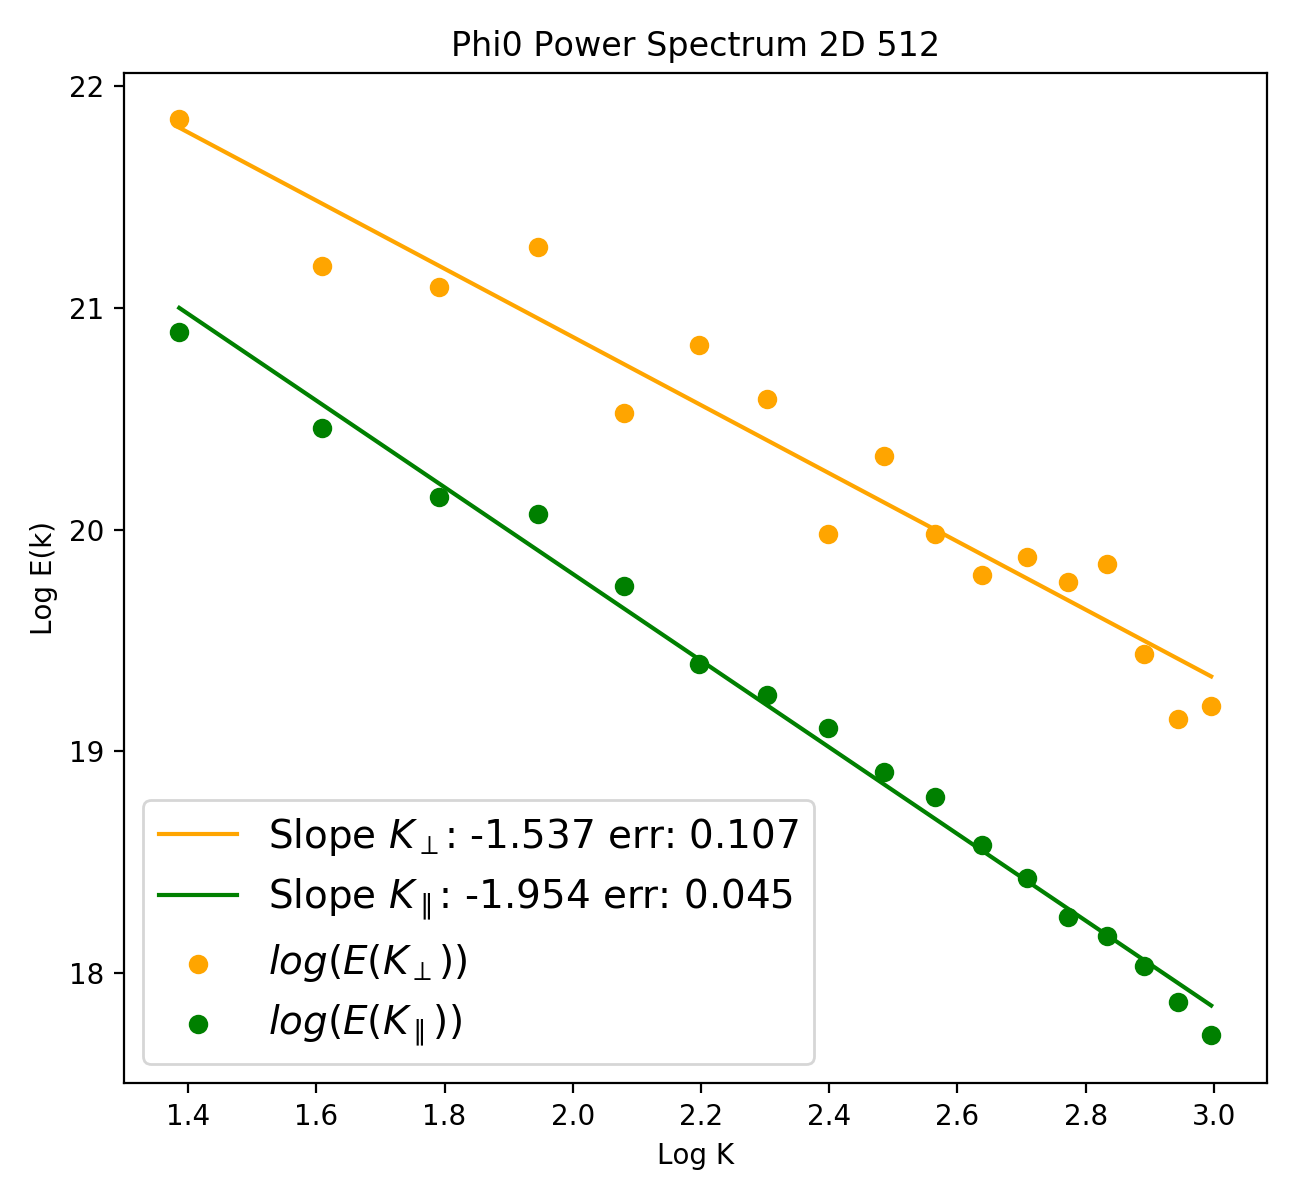 Phi0 Power Spectrum 2D 512
22
21
20
19
18
Log E(k)
Slope K⊥: -1.537 err: 0.107
Slope K∥: -1.954 err: 0.045
log(E(K⊥))
log(E(K∥))
1.4 1.6 1.8 2.0 2.2 2.4 2.6 2.8 3.0
Log K